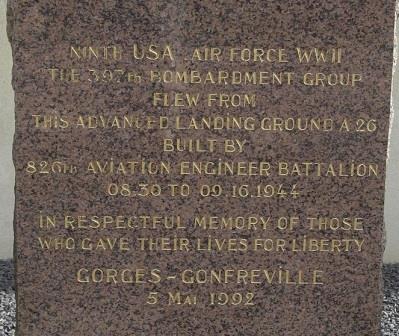 NINTH USA AIR FORCE WWII
THE 397TH BOMBARDMENT GROUP
FLEW FROM
THIS ADVANCED LANDING GROUND A 26
BUILT BY
826TH AVIATION ENGINEER BATTALION
08.30 TO 09.16.1944
IN RESPECTFUL MEMORY OF THOSE
WHO GAVE THEIR LIVES FOR LIBERTY
GORGES - GONFREVILLE
5 MAI 1992